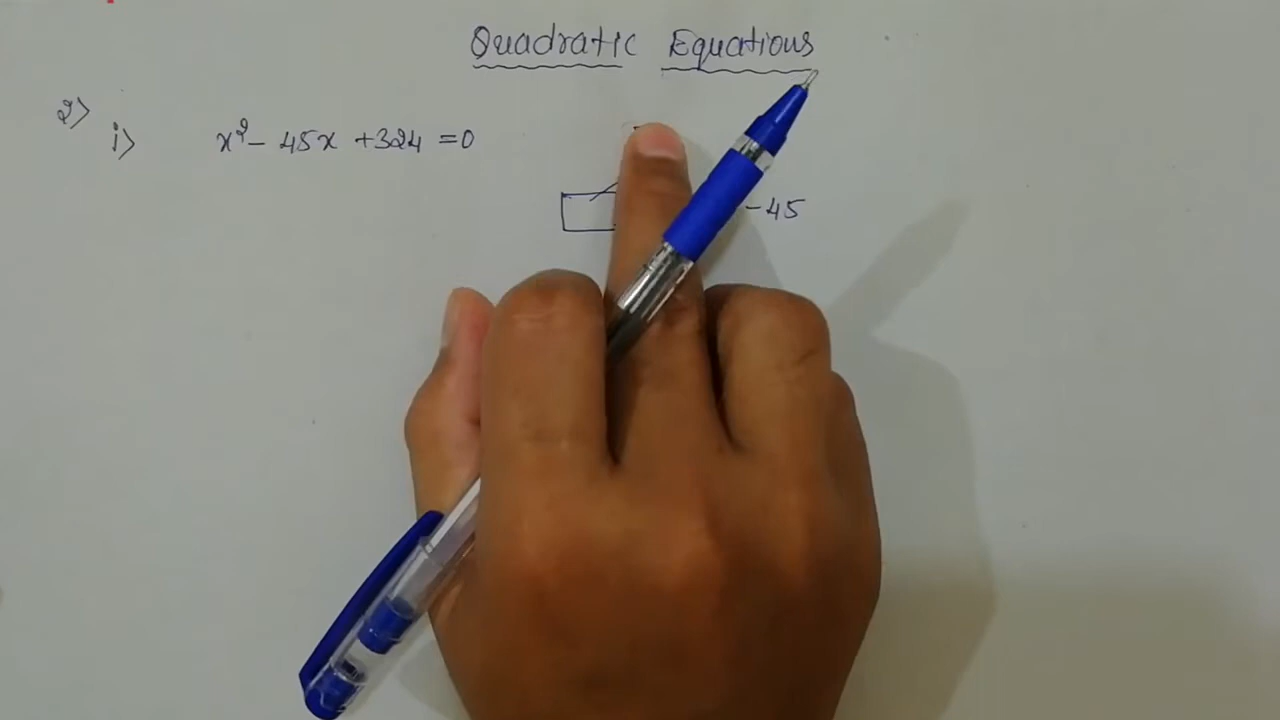 Quadratic Equations
2>
i> x² - 45x + 324 = 0
-45